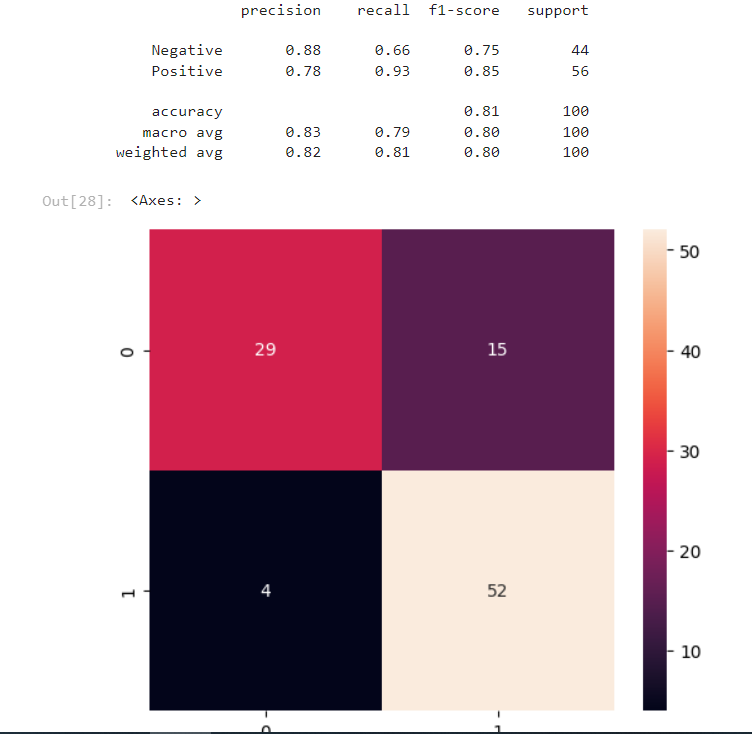 precision recall f1-score support
Negative 0.88 0.66 0.75 44
Positive 0.78 0.93 0.85 56
accuracy 0.81 100
macro avg 0.83 0.79 0.80 100
weighted avg 0.82 0.81 0.80 100
Out[28]: <Axes: >
50
0 29 15 40
30
20
1 4 52
10
0 1